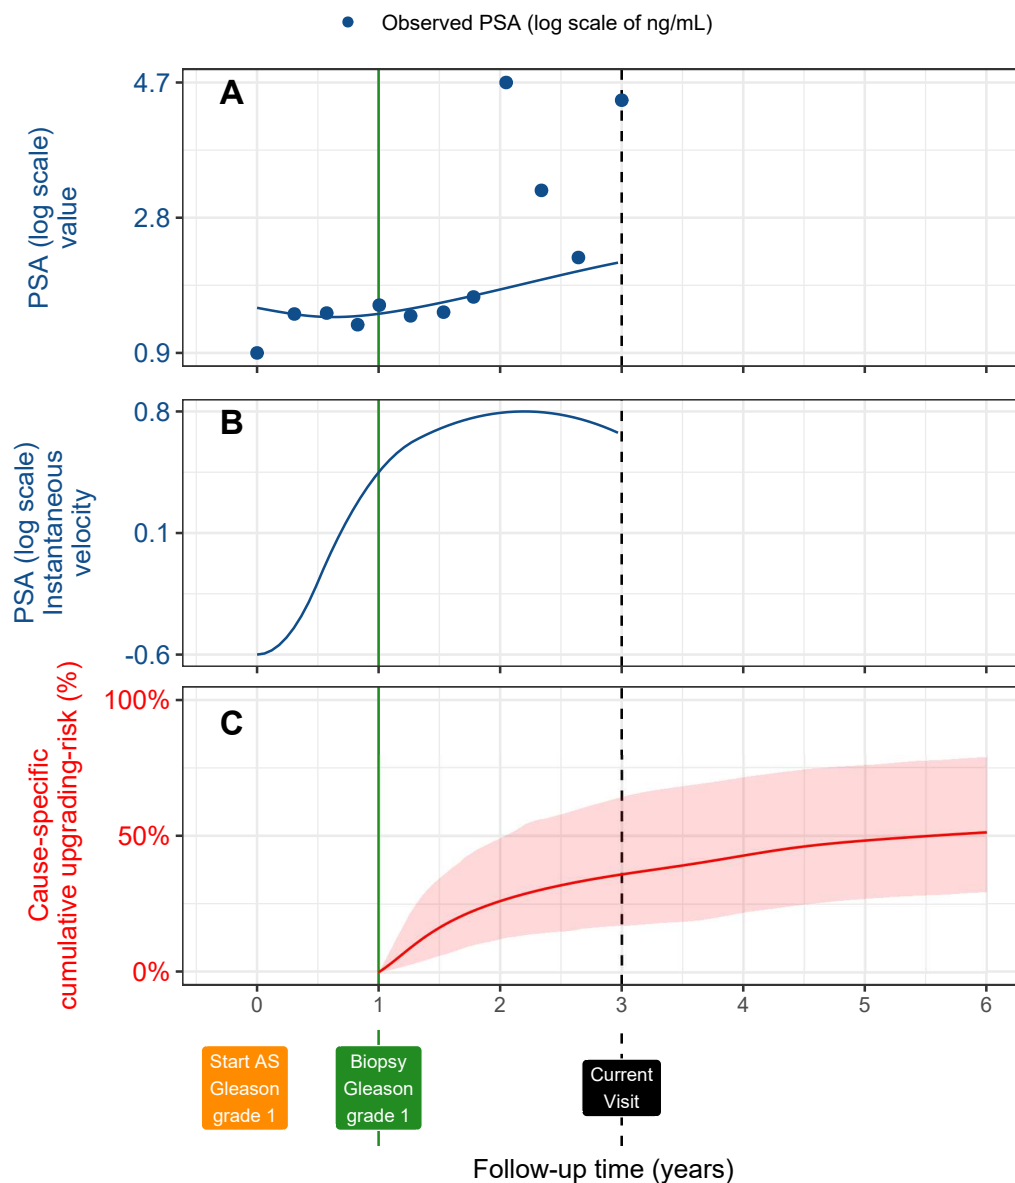 Observed PSA (log scale of ng/mL)
A
4.7
2.8
0.9
PSA (log scale)
value
B
0.8
0.1
-0.6
PSA (log scale)
Instantaneous
velocity
C
100%
50%
0%
Cause-specific
cumulative upgrading-risk (%)
0 1 2 3 4 5 6
Start AS
Gleason
grade 1
Biopsy
Gleason
grade 1
Current
Visit
Follow-up time (years)